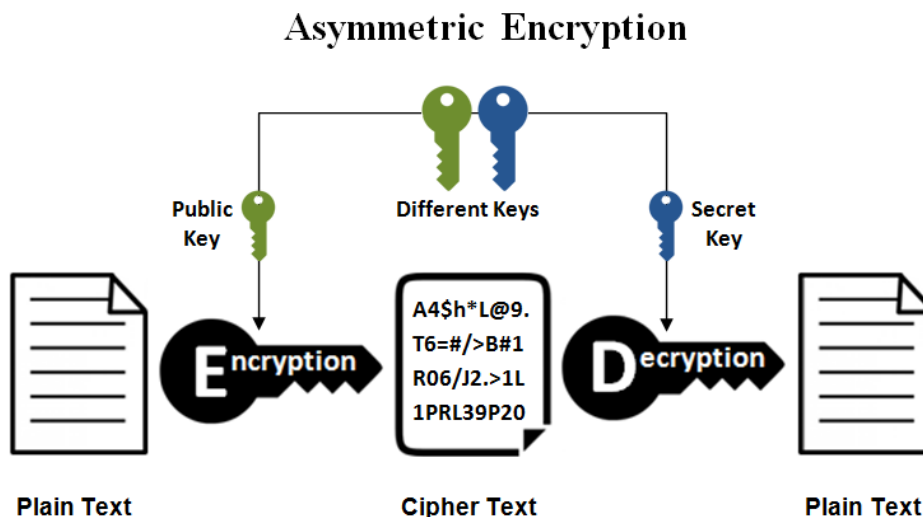 Asymmetric Encryption
Public
Key
Different Keys
Secret
Key
Encryption
A4$h*L@9.
T6=#/>B#1
R06/J2.>1L
1PRL39P20
Decryption
Plain Text
Cipher Text
Plain Text